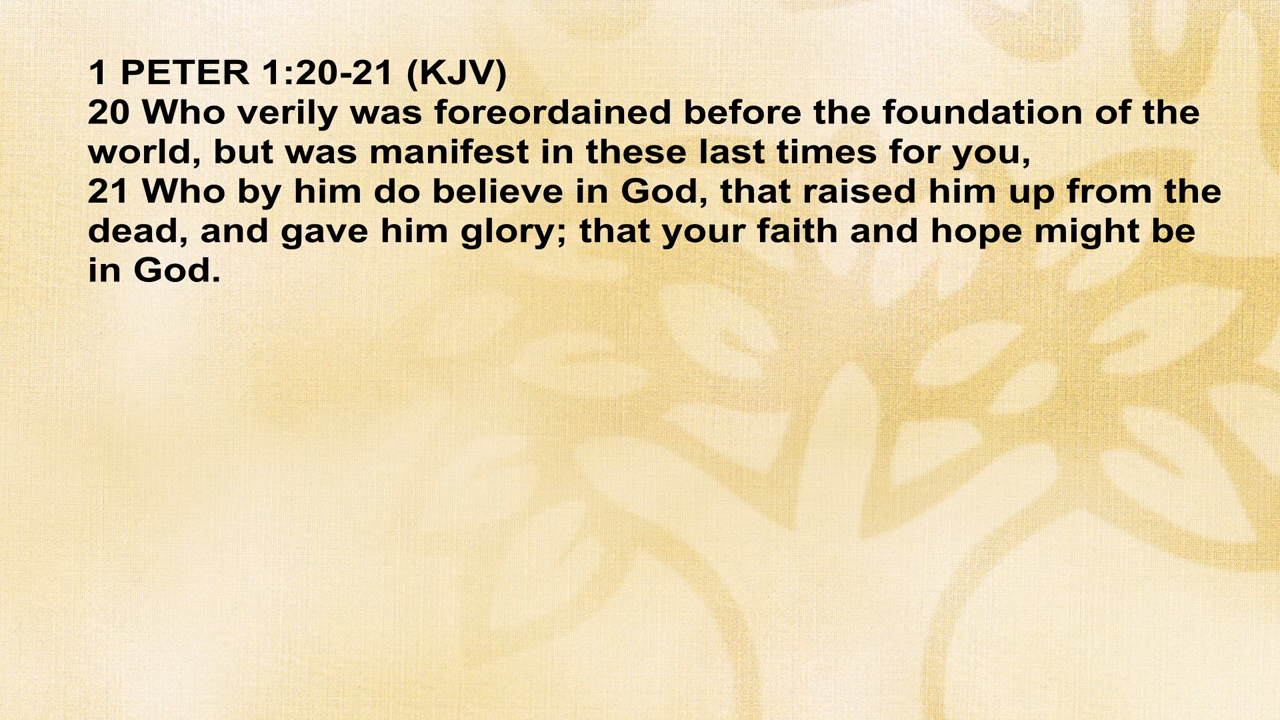 1 PETER 1:20-21 (KJV)
20 Who verily was foreordained before the foundation of the
world, but was manifest in these last times for you,
21 Who by him do believe in God, that raised him up from the
dead, and gave him glory; that your faith and hope might be
in God.